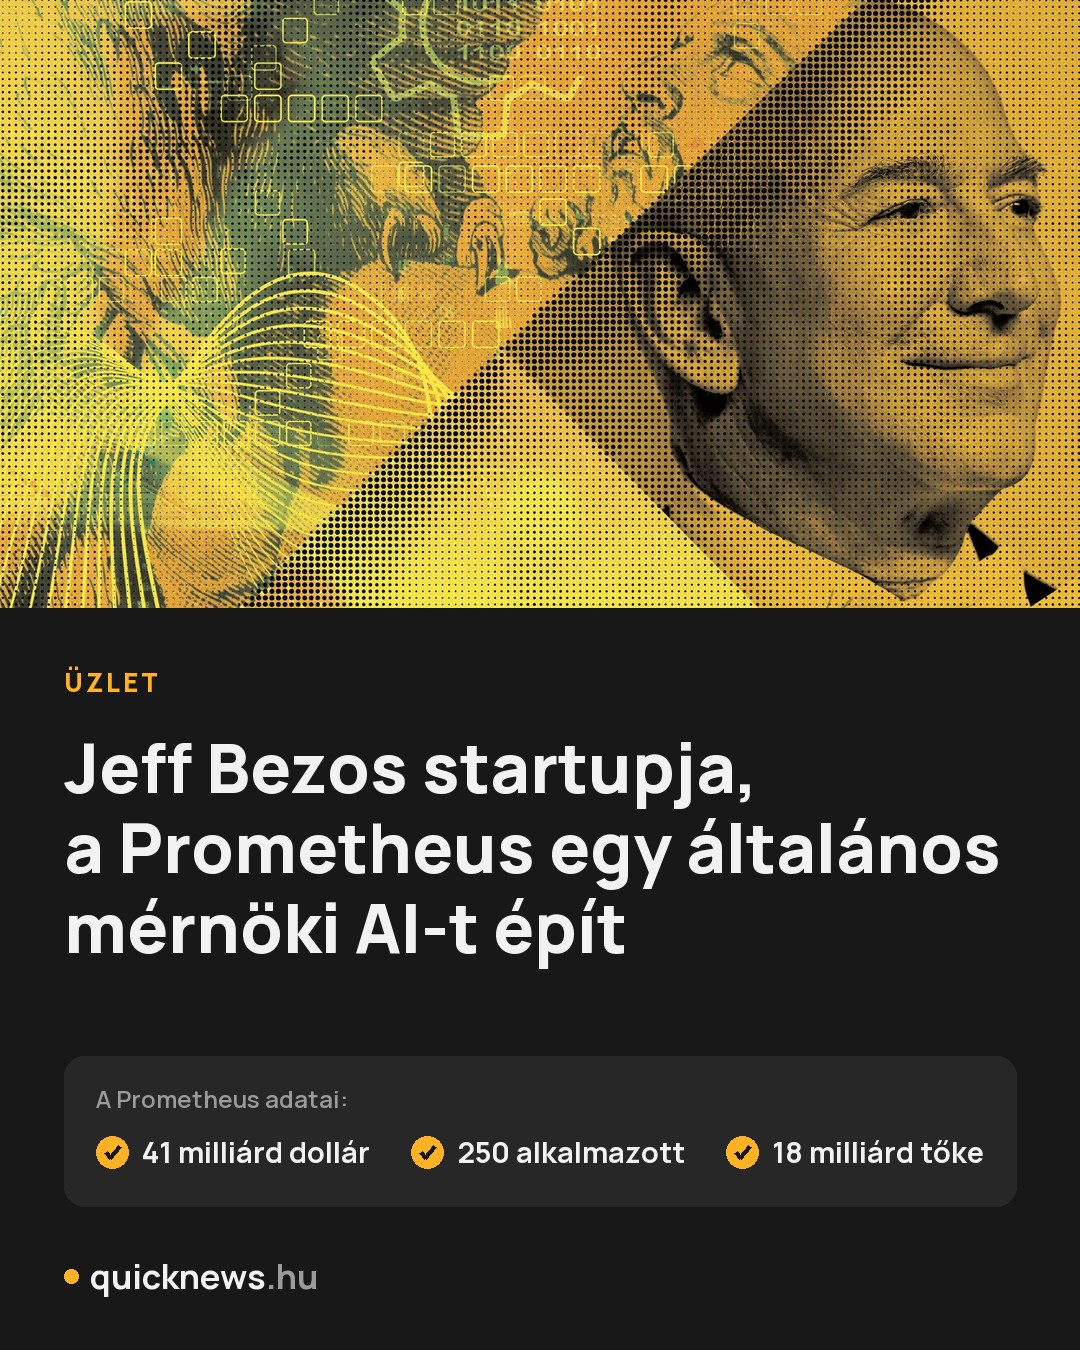 ÜZLET
Jeff Bezos startupja,
a Prometheus egy általános
mérnöki AI-t épít
A Prometheus adatai:
41 milliárd dollár
250 alkalmazott
18 milliárd tőke
quicknews.hu